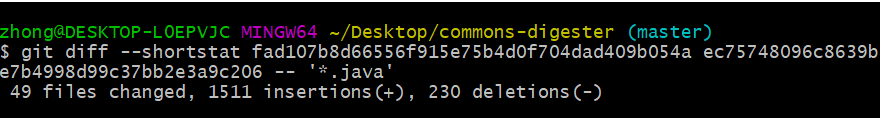 zhong@DESKTOP-L0EPVJC MINGW64 ~/Desktop/commons-digester (master)
$ git diff --shortstat fad107b8d66556f915e75b4d0f704dad409b054a ec75748096c8639b
e7b4998d99c37bb2e3a9c206 -- '*.java'
 49 files changed, 1511 insertions(+), 230 deletions(-)